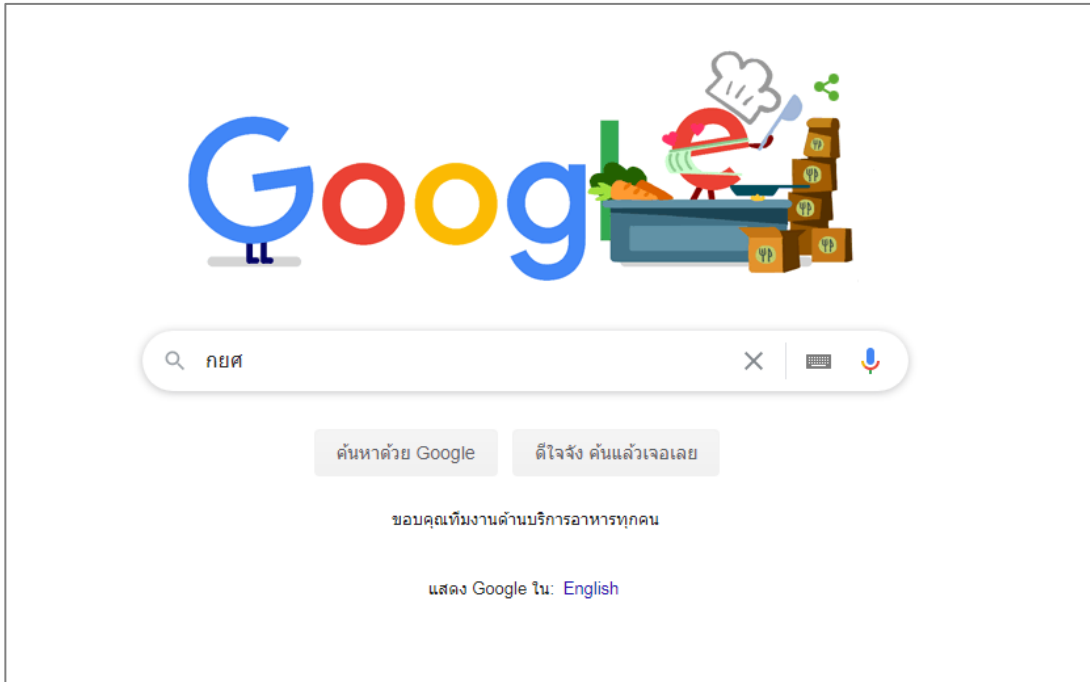 Google
กยศ
ค้นหาด้วย Google
ดีใจจัง ค้นแล้วเจอเลย
ขอบคุณทีมงานด้านบริการอาหารทุกคน
แสดง Google ใน: English